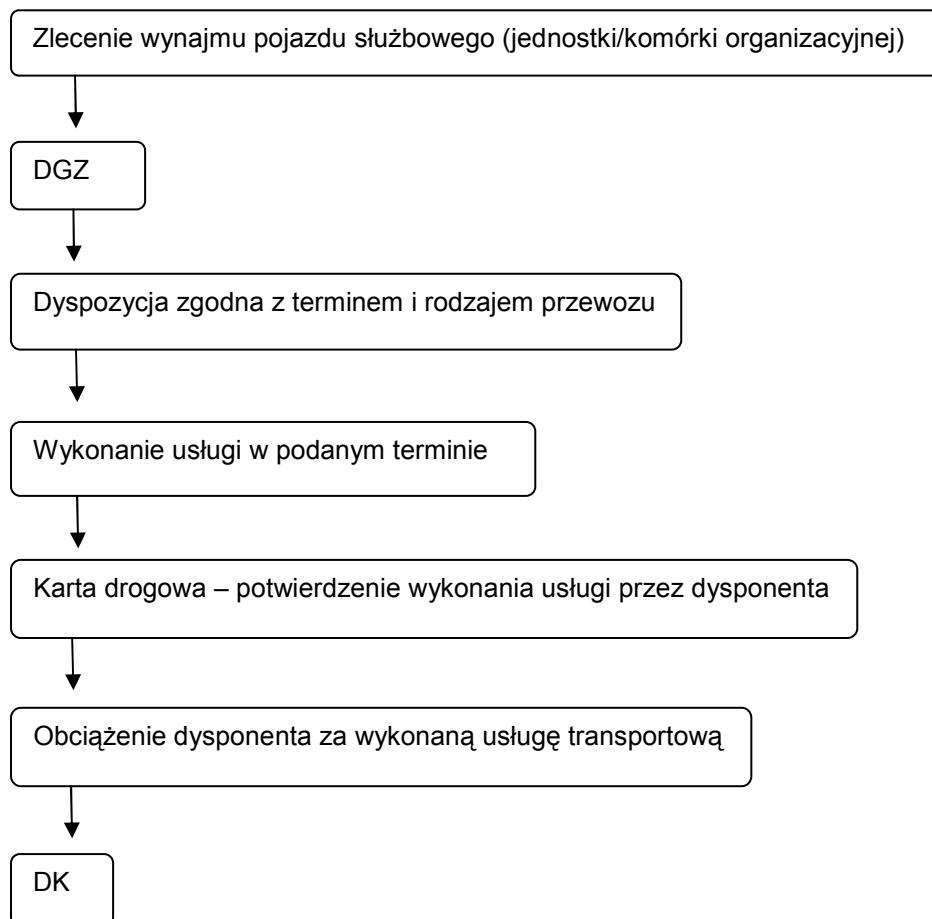 Zlecenie wynajmu pojazdu służbowego (jednostki/komórki organizacyjnej)
DGZ
Dyspozycja zgodna z terminem i rodzajem przewozu
Wykonanie usługi w podanym terminie
Karta drogowa – potwierdzenie wykonania usługi przez dysponenta
Obciążenie dysponenta za wykonaną usługę transportową
DK